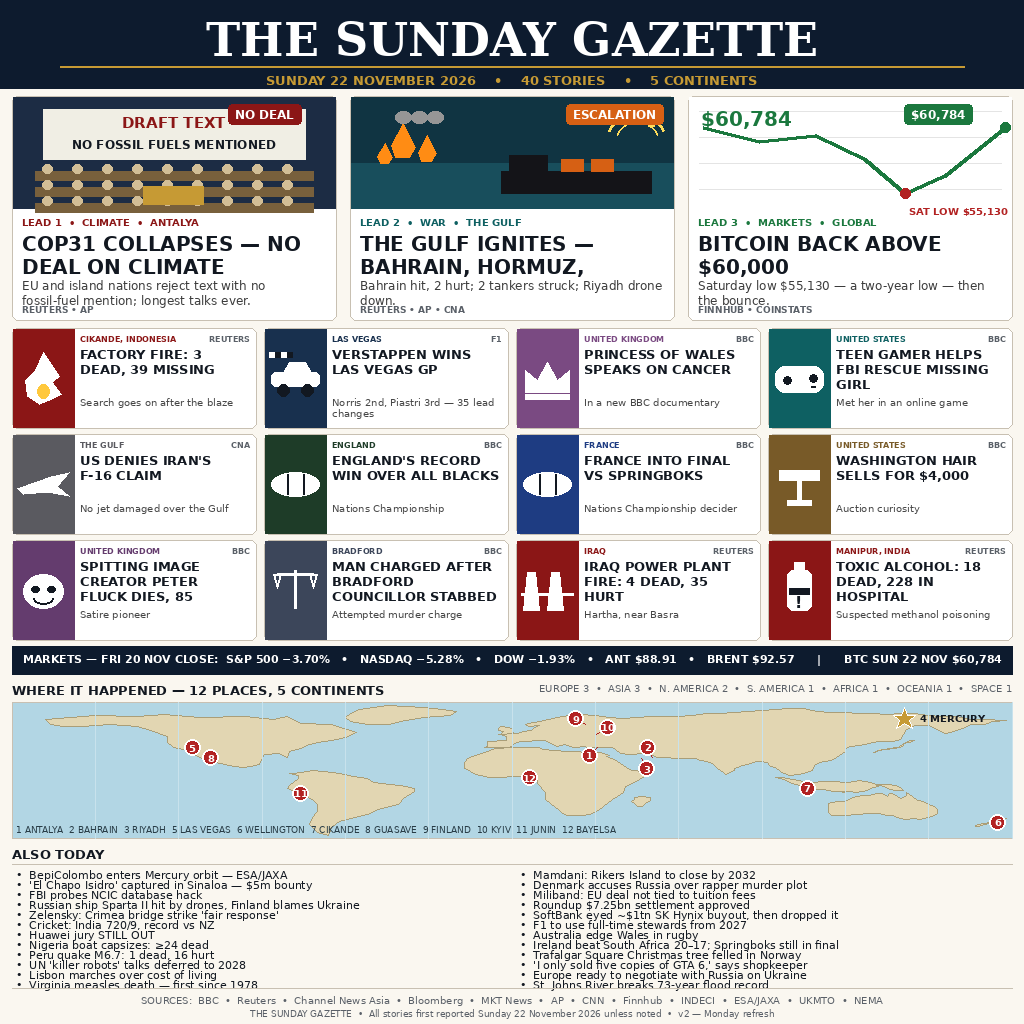 THE SUNDAY GAZETTE
SUNDAY 22 NOVEMBER 2026 • 40 STORIES • 5 CONTINENTS
DRAFT TEXT
NO DEAL
NO FOSSIL FUELS MENTIONED
LEAD 1 • CLIMATE • ANTALYA
COP31 COLLAPSES — NO
DEAL ON CLIMATE
EU and island nations reject text with no
fossil-fuel mention; longest talks ever.
REUTERS • AP
ESCALATION
LEAD 2 • WAR • THE GULF
THE GULF IGNITES —
BAHRAIN, HORMUZ,
Bahrain hit, 2 hurt; 2 tankers struck; Riyadh drone
down.
REUTERS • AP • CNA
$60,784
$60,784
SAT LOW $55,130
LEAD 3 • MARKETS • GLOBAL
BITCOIN BACK ABOVE
$60,000
Saturday low $55,130 — a two-year low — then
the bounce.
FINNHUB • COINSTATS
CIKANDE, INDONESIA REUTERS
FACTORY FIRE: 3
DEAD, 39 MISSING
Search goes on after the blaze
LAS VEGAS F1
VERSTAPPEN WINS
LAS VEGAS GP
Norris 2nd, Piastri 3rd — 35 lead
changes
UNITED KINGDOM BBC
PRINCESS OF WALES
SPEAKS ON CANCER
In a new BBC documentary
UNITED STATES BBC
TEEN GAMER HELPS
FBI RESCUE MISSING
GIRL
Met her in an online game
THE GULF CNA
US DENIES IRAN'S
F-16 CLAIM
No jet damaged over the Gulf
ENGLAND BBC
ENGLAND'S RECORD
WIN OVER ALL BLACKS
Nations Championship
FRANCE BBC
FRANCE INTO FINAL
VS SPRINGBOKS
Nations Championship decider
UNITED STATES BBC
WASHINGTON HAIR
SELLS FOR $4,000
Auction curiosity
UNITED KINGDOM BBC
SPITTING IMAGE
CREATOR PETER
FLUCK DIES, 85
Satire pioneer
BRADFORD BBC
MAN CHARGED AFTER
BRADFORD
COUNCILLOR STABBED
Attempted murder charge
IRAQ REUTERS
IRAQ POWER PLANT
FIRE: 4 DEAD, 35
HURT
Hartha, near Basra
!
MANIPUR, INDIA REUTERS
TOXIC ALCOHOL: 18
DEAD, 228 IN
HOSPITAL
Suspected methanol poisoning
MARKETS — FRI 20 NOV CLOSE: S&P 500 −3.70% • NASDAQ −5.28% • DOW −1.93% • ANT $88.91 • BRENT $92.57 | BTC SUN 22 NOV $60,784
WHERE IT HAPPENED — 12 PLACES, 5 CONTINENTS
EUROPE 3 • ASIA 3 • N. AMERICA 2 • S. AMERICA 1 • AFRICA 1 • OCEANIA 1 • SPACE 1
9
10
4 MERCURY
5
8
1
2
3
12
7
11
6
1 ANTALYA 2 BAHRAIN 3 RIYADH 5 LAS VEGAS 6 WELLINGTON 7 CIKANDE 8 GUASAVE 9 FINLAND 10 KYIV 11 JUNIN 12 BAYELSA
ALSO TODAY
• BepiColombo enters Mercury orbit — ESA/JAXA
• 'El Chapo Isidro' captured in Sinaloa — $5m bounty
• FBI probes NCIC database hack
• Russian ship Sparta II hit by drones, Finland blames Ukraine
• Zelensky: Crimea bridge strike 'fair response'
• Cricket: India 720/9, record vs NZ
• Huawei jury STILL OUT
• Nigeria boat capsizes: ≥24 dead
• Peru quake M6.7: 1 dead, 16 hurt
• UN 'killer robots' talks deferred to 2028
• Lisbon marches over cost of living
• Virginia measles death — first since 1978
• Mamdani: Rikers Island to close by 2032
• Denmark accuses Russia over rapper murder plot
• Miliband: EU deal not tied to tuition fees
• Roundup $7.25bn settlement approved
• SoftBank eyed ~$1tn SK Hynix buyout, then dropped it
• F1 to use full-time stewards from 2027
• Australia edge Wales in rugby
• Ireland beat South Africa 20–17; Springboks still in final
• Trafalgar Square Christmas tree felled in Norway
• 'I only sold five copies of GTA 6,' says shopkeeper
• Europe ready to negotiate with Russia on Ukraine
• St. Johns River breaks 73-year flood record
SOURCES: BBC • Reuters • Channel News Asia • Bloomberg • MKT News • AP • CNN • Finnhub • INDECI • ESA/JAXA • UKMTO • NEMA
THE SUNDAY GAZETTE • All stories first reported Sunday 22 November 2026 unless noted • v2 — Monday refresh